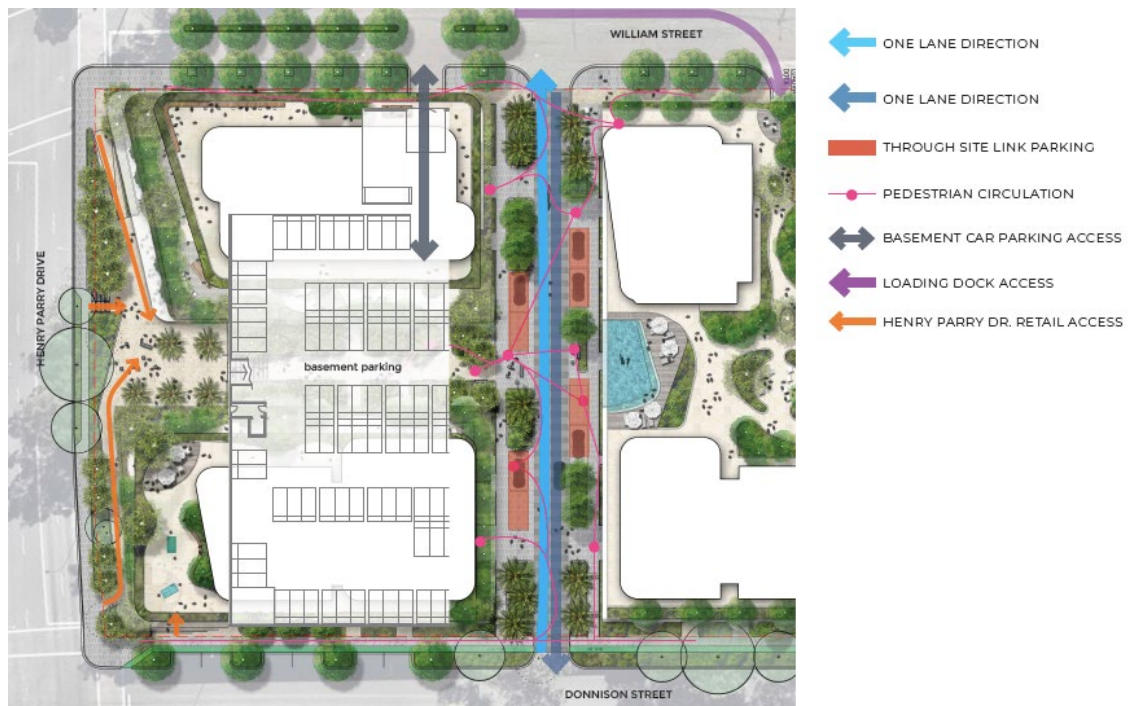 WILLIAM STREET
HENRY PARRY DRIVE
basement parking
DONNISON STREET
ONE LANE DIRECTION
ONE LANE DIRECTION
THROUGH SITE LINK PARKING
PEDESTRIAN CIRCULATION
BASEMENT CAR PARKING ACCESS
LOADING DOCK ACCESS
HENRY PARRY DR. RETAIL ACCESS